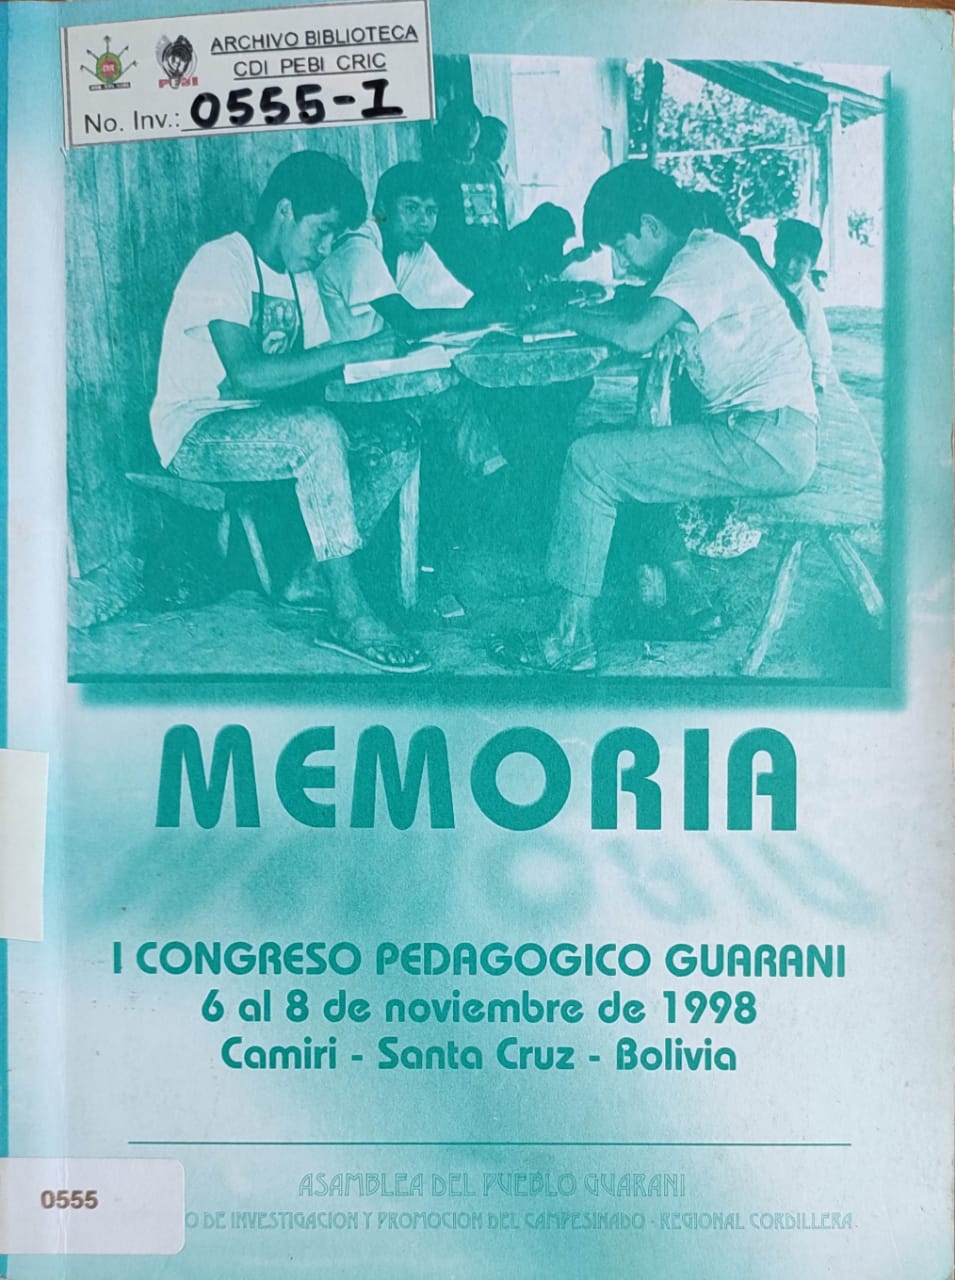 ARCHIVO BIBLIOTECA
CDI PEBI CRIC
PEBI
No. Inv.: 0555-1
MEMORIA
I CONGRESO PEDAGOGICO GUARANI
6 al 8 de noviembre de 1998
Camiri - Santa Cruz - Bolivia
ASAMBLEA DEL PUEBLO GUARANI
O DE INVESTIGACION Y PROMOCION DEL CAMPESINADO - REGIONAL CORDILLERA
0555